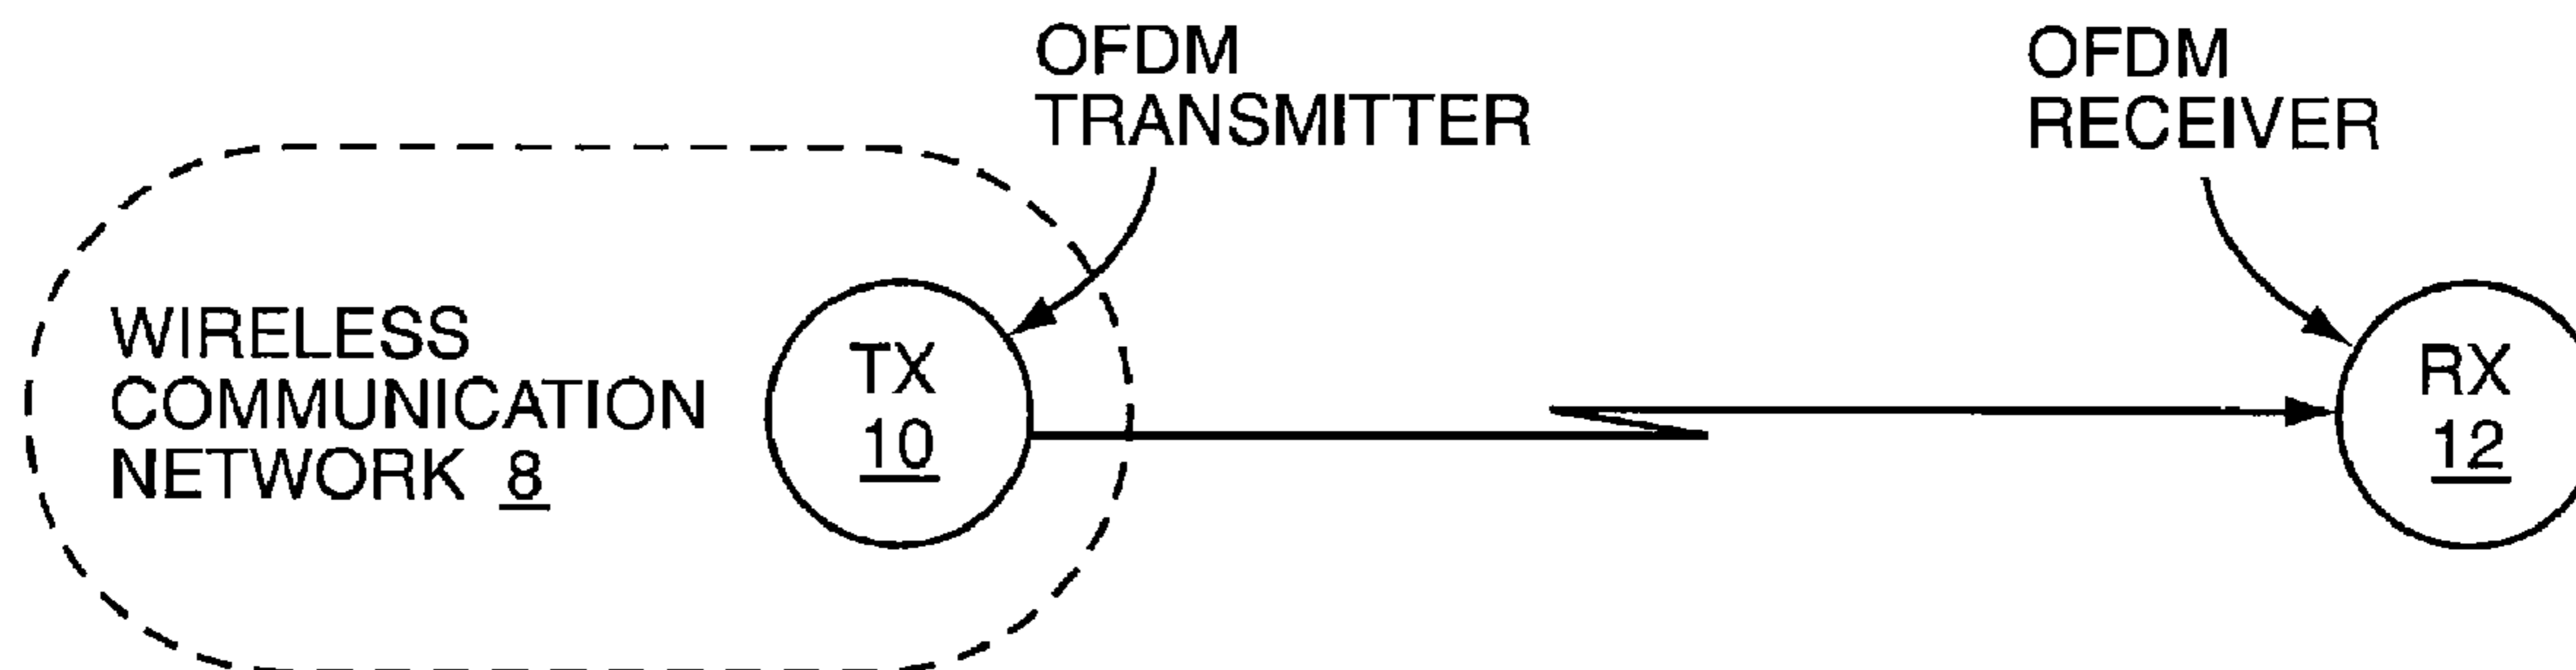 OFDM
TRANSMITTER
OFDM
RECEIVER
WIRELESS
COMMUNICATION
NETWORK 8
TX
10
RX
12